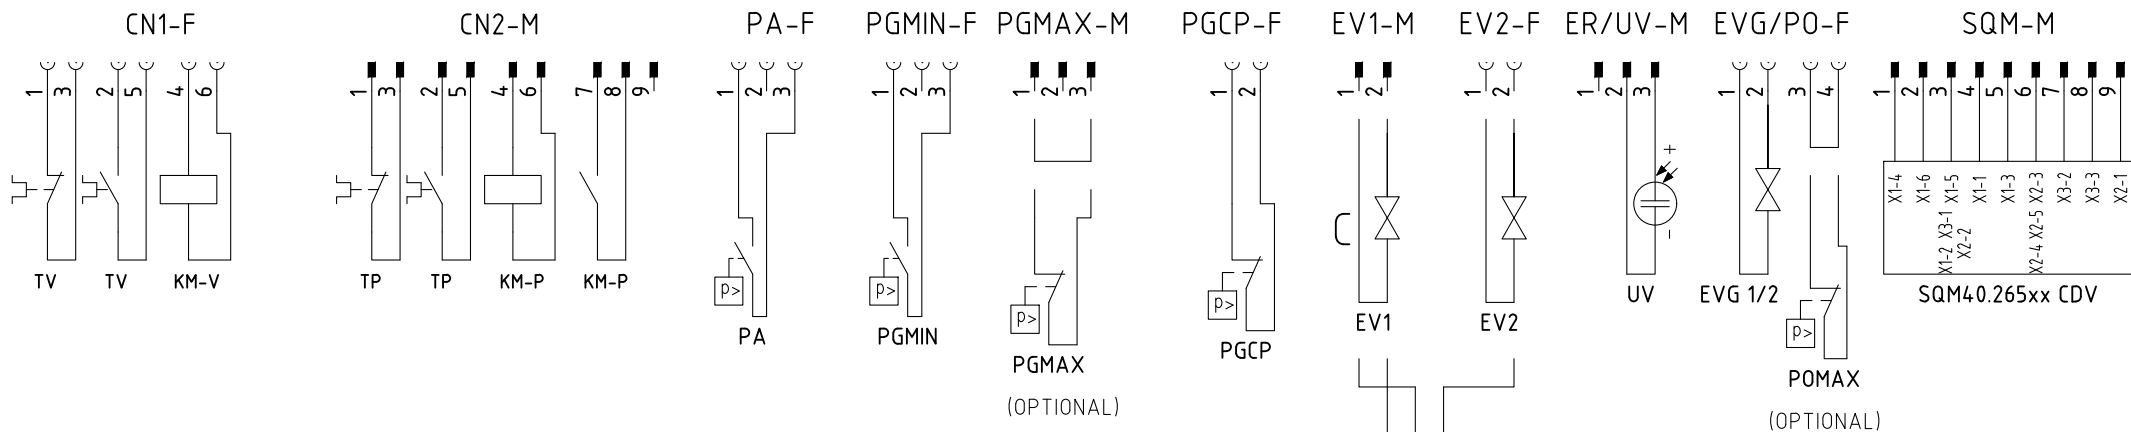 CN1-F CN2-M PA-F PGMIN-F PGMAX-M PGCP-F EV1-M EV2-F ER/UV-M EVG/PO-F SQM-M
1 3 2 5 4 6 1 3 2 5 4 6 7 8 9 1 2 3 1 2 3 1 2 3 1 2 1 2 1 2 1 2 3 1 2 3 4 1 2 3 4 5 6 7 8 9
X1-4 X1-6 X1-5 X1-1 X1-3 X2-3 X3-2 X3-3 X2-1
X1-2 X3-1 X2-2 X2-4 X2-5
+
-
TV TV KM-V TP TP KM-P KM-P
p> p> p> p> p>
UV EVG 1/2 SQM40.265xx CDV
EV1 EV2
PA PGMIN PGCP
PGMAX
POMAX
(OPTIONAL)
(OPTIONAL)